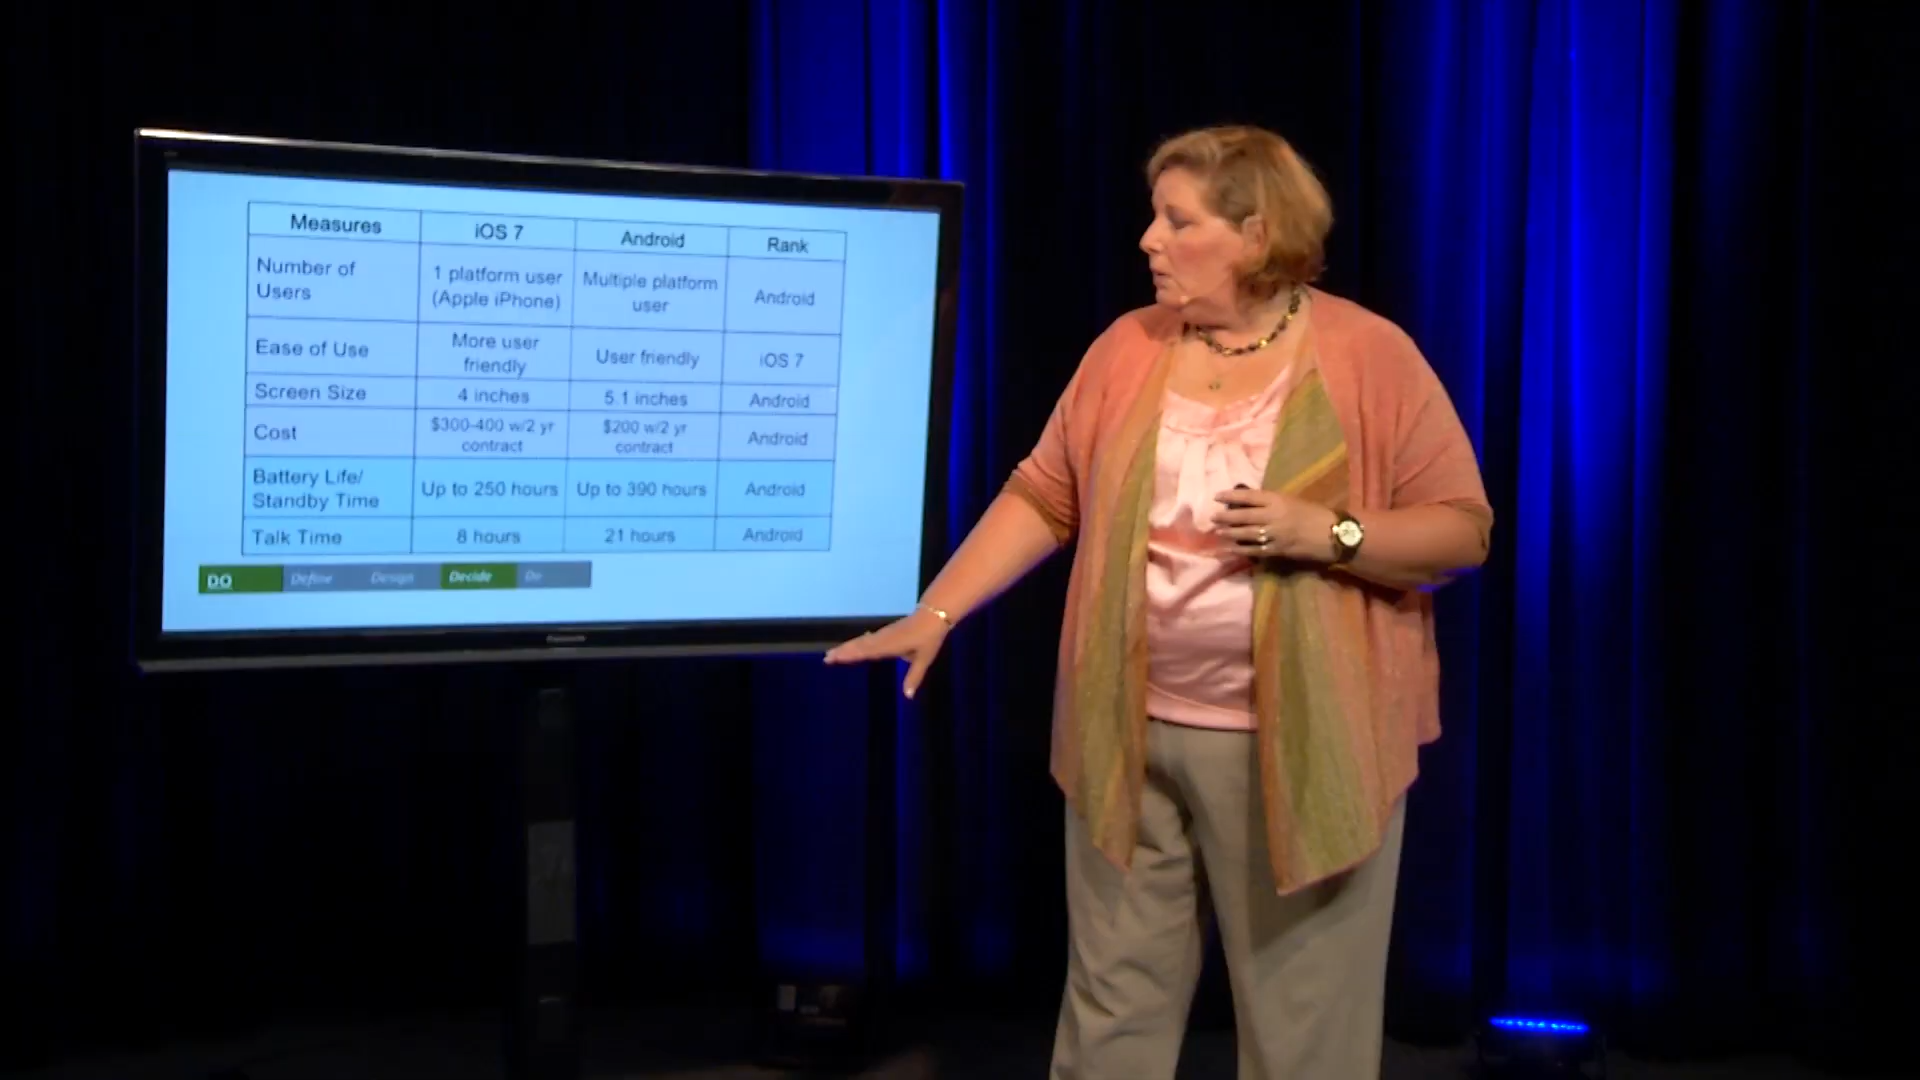 Measures iOS 7 Android Rank
Number of
Users
1 platform user
(Apple iPhone)
Multiple platform
user
Android
Ease of Use
More user
friendly
User friendly
iOS 7
Screen Size 4 inches 5.1 inches Android
Cost
$300-400 w/2 yr
contract
$200 w/2 yr
contract
Android
Battery Life/
Standby Time
Up to 250 hours Up to 390 hours Android
Talk Time 8 hours 21 hours Android
DO Define Design Decide Do
Panasonic